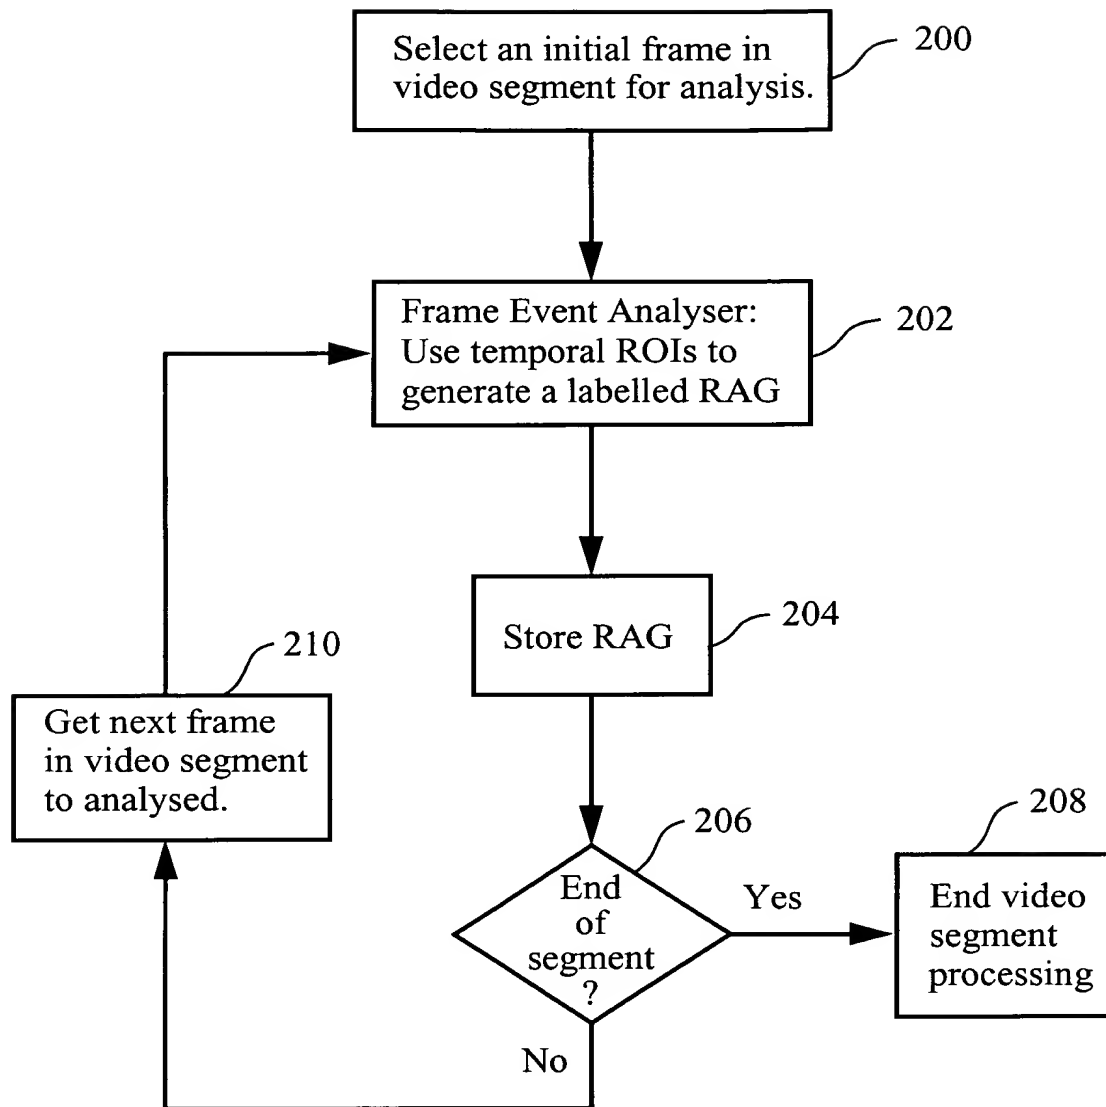 Select an initial frame in
video segment for analysis.
200
Frame Event Analyser:
Use temporal ROIs to
generate a labelled RAG
202
Store RAG
204
210
Get next frame
in video segment
to analysed.
206
End
of
segment
?
Yes
No
208
End video
segment
processing